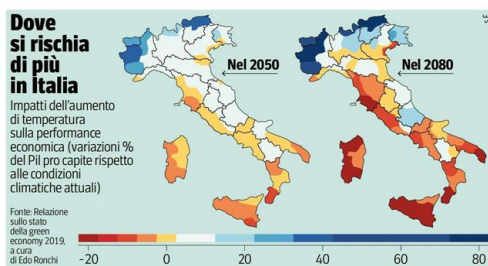 Dove
si rischia
di più
in Italia
Impatti dell'aumento
di temperatura
sulla performance
economica (variazioni %
del Pil pro capite rispetto
alle condizioni
climatiche attuali)
Fonte: Relazione
sullo stato
della green
economy 2019,
a cura
di Edo Ronchi
Nel 2050
Nel 2080
-20 0 20 40 60 80